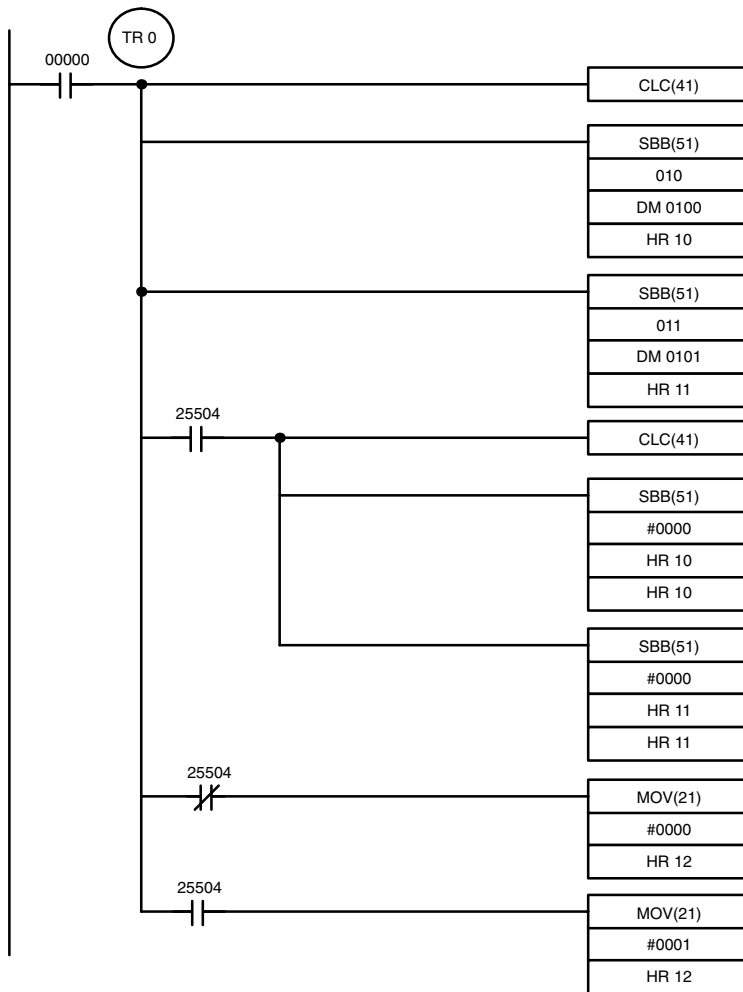 TR 0
00000
CLC(41)
SBB(51)
010
DM 0100
HR 10
SBB(51)
011
DM 0101
HR 11
25504
CLC(41)
SBB(51)
#0000
HR 10
HR 10
SBB(51)
#0000
HR 11
HR 11
25504
MOV(21)
#0000
HR 12
25504
MOV(21)
#0001
HR 12